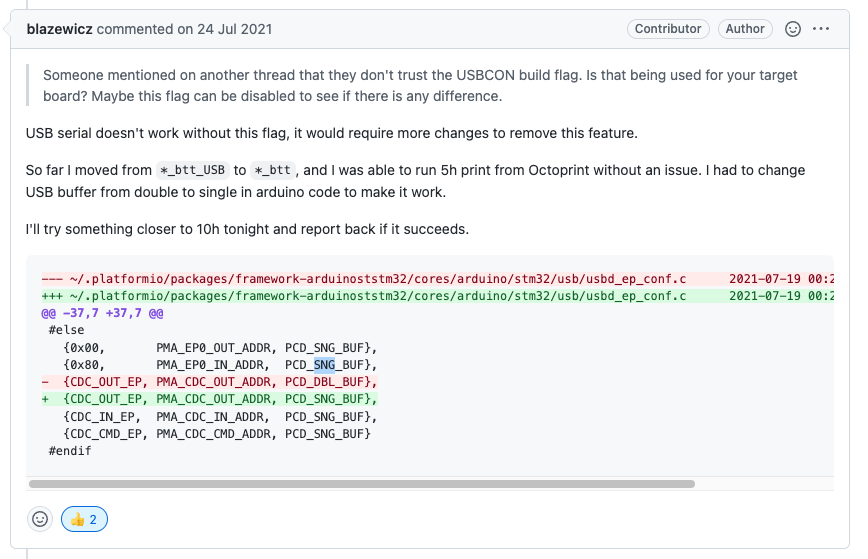 blazewicz commented on 24 Jul 2021 Contributor Author
Someone mentioned on another thread that they don't trust the USBCON build flag. Is that being used for your target
board? Maybe this flag can be disabled to see if there is any difference.
USB serial doesn't work without this flag, it would require more changes to remove this feature.
So far I moved from *_btt_USB to *_btt, and I was able to run 5h print from Octoprint without an issue. I had to change
USB buffer from double to single in arduino code to make it work.
I'll try something closer to 10h tonight and report back if it succeeds.
--- ~/.platformio/packages/framework-arduinoststm32/cores/arduino/stm32/usb/usbd_ep_conf.c      2021-07-19 00:2
+++ ~/.platformio/packages/framework-arduinoststm32/cores/arduino/stm32/usb/usbd_ep_conf.c      2021-07-19 00:2
@@ -37,7 +37,7 @@
 #else
   {0x00,       PMA_EP0_OUT_ADDR, PCD_SNG_BUF},
   {0x80,       PMA_EP0_IN_ADDR,  PCD_SNG_BUF},
-  {CDC_OUT_EP, PMA_CDC_OUT_ADDR, PCD_DBL_BUF},
+  {CDC_OUT_EP, PMA_CDC_OUT_ADDR, PCD_SNG_BUF},
   {CDC_IN_EP,  PMA_CDC_IN_ADDR,  PCD_SNG_BUF},
   {CDC_CMD_EP, PMA_CDC_CMD_ADDR, PCD_SNG_BUF}
 #endif
👍 2